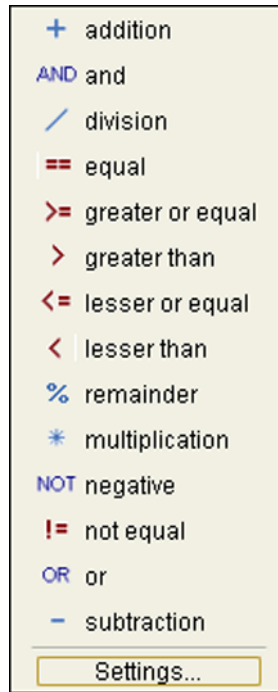 + addition
AND and
/ division
== equal
>= greater or equal
> greater than
<= lesser or equal
< lesser than
% remainder
* multiplication
NOT negative
!= not equal
OR or
- subtraction
Settings...